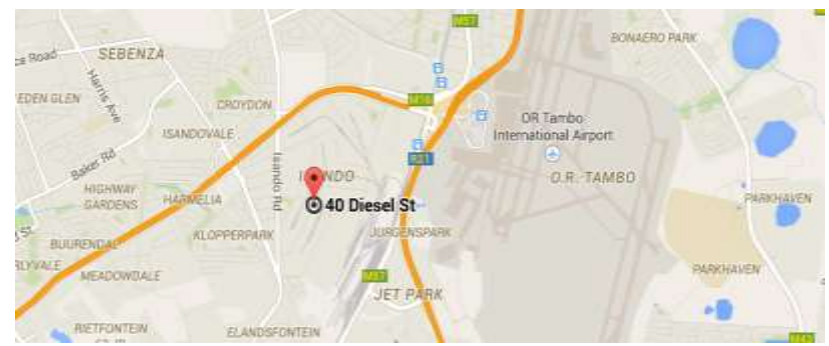 M57
BONAERO PARK
SEBENZA
Harris Ave
EDEN GLEN
CROYDON
M16
OR Tambo
International Airport
ISANDOVALE
Isando Rd
R21
Baker Rd
O.R. TAMBO
HIGHWAY
GARDENS
HARMELIA
PARKHAVEN
40 Diesel St
KLOPPERPARK
JURGENSPARK
MEADOWDALE
PARKHAVEN
M57
JET PARK
RIETFONTEIN
ELANDSFONTEIN
M43